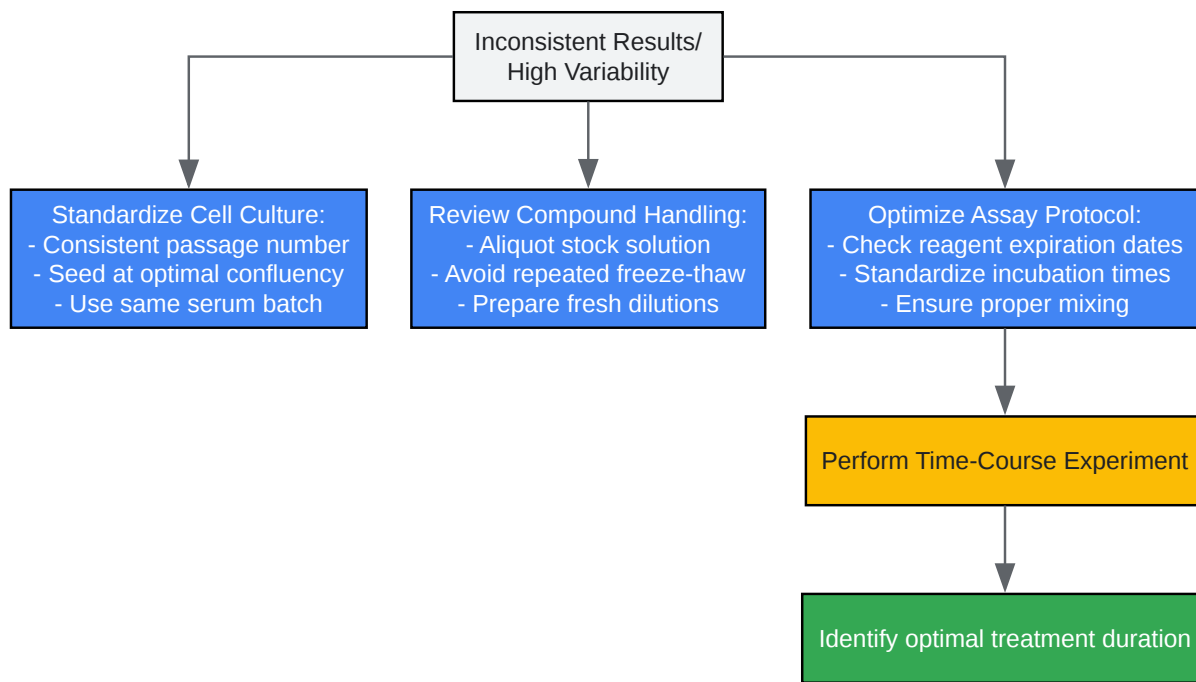 Inconsistent Results/
High Variability
Standardize Cell Culture:
- Consistent passage number
- Seed at optimal confluency
- Use same serum batch
Review Compound Handling:
- Aliquot stock solution
- Avoid repeated freeze-thaw
- Prepare fresh dilutions
Optimize Assay Protocol:
- Check reagent expiration dates
- Standardize incubation times
- Ensure proper mixing
Perform Time-Course Experiment
Identify optimal treatment duration